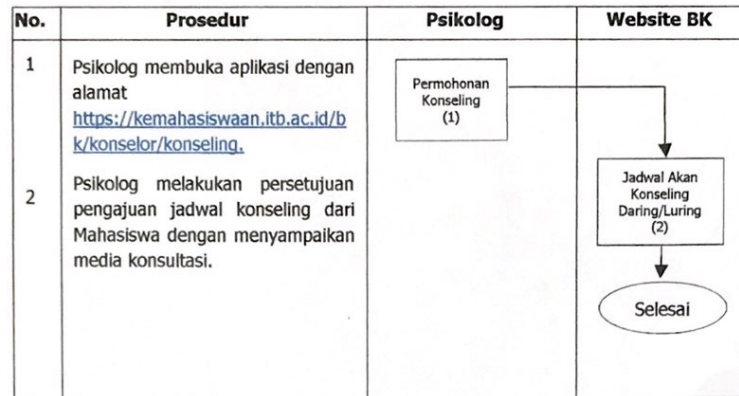 No.
Prosedur
Psikolog
Website BK
1
Psikolog membuka aplikasi dengan
alamat
https://kemahasiswaan.itb.ac.id/b
k/konselor/konseling.
2
Psikolog melakukan persetujuan
pengajuan jadwal konseling dari
Mahasiswa dengan menyampaikan
media konsultasi.
Permohonan
Konseling
(1)
Jadwal Akan
Konseling
Daring/Luring
(2)
Selesai